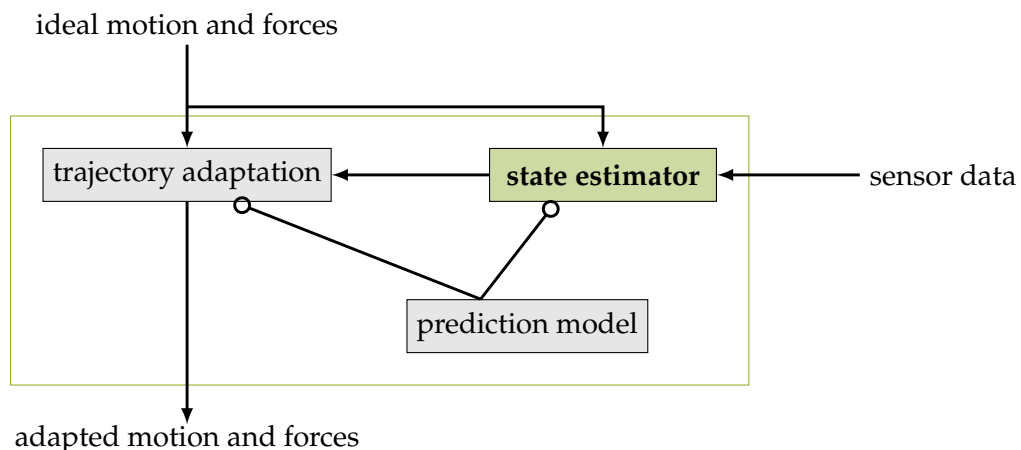 ideal motion and forces
trajectory adaptation
state estimator
sensor data
prediction model
adapted motion and forces